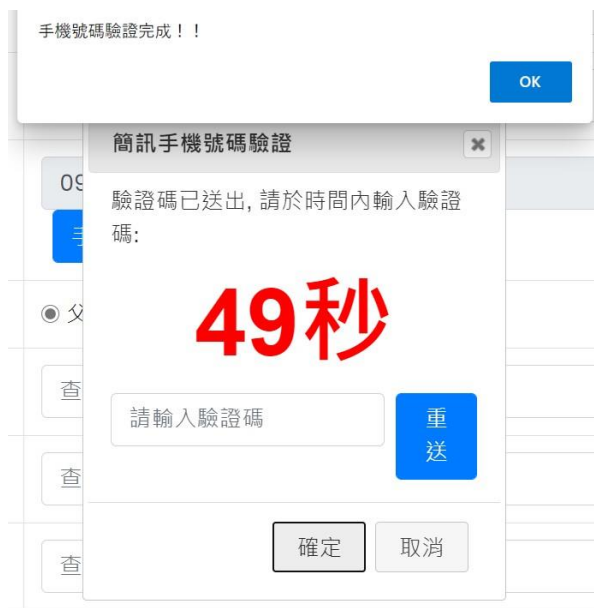 手機號碼驗證完成！！
OK
簡訊手機號碼驗證
驗證碼已送出, 請於時間內輸入驗證
碼:
09
手
49秒
父
查
請輸入驗證碼
重
送
查
確定
取消
查